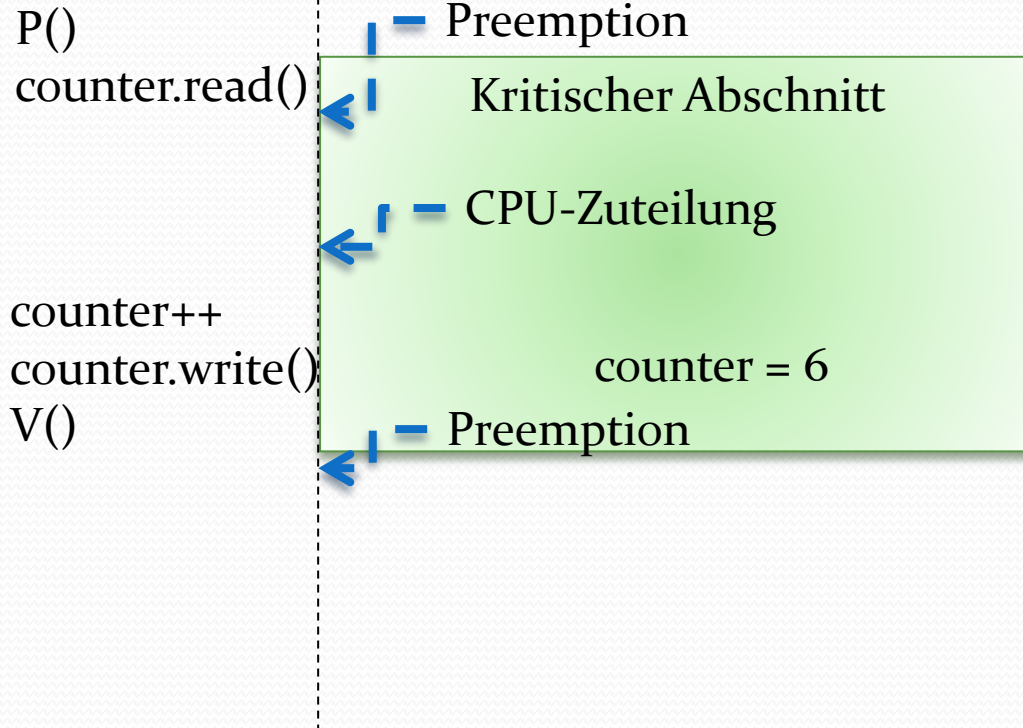 P()
Preemption
counter.read()
Kritischer Abschnitt
CPU-Zuteilung
counter++
counter.write()
counter = 6
V()
Preemption